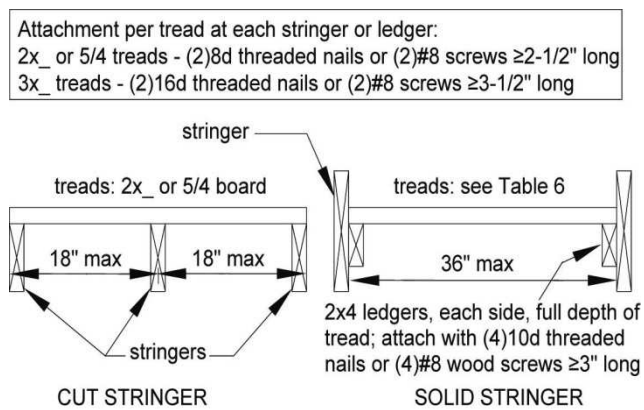 Attachment per tread at each stringer or ledger:
2x_ or 5/4 treads - (2)8d threaded nails or (2)#8 screws ≥2-1/2" long
3x_ treads - (2)16d threaded nails or (2)#8 screws ≥3-1/2" long
stringer
treads: 2x_ or 5/4 board
18" max
18" max
stringers
CUT STRINGER
treads: see Table 6
36" max
2x4 ledgers, each side, full depth of
tread; attach with (4)10d threaded
nails or (4)#8 wood screws ≥3" long
SOLID STRINGER